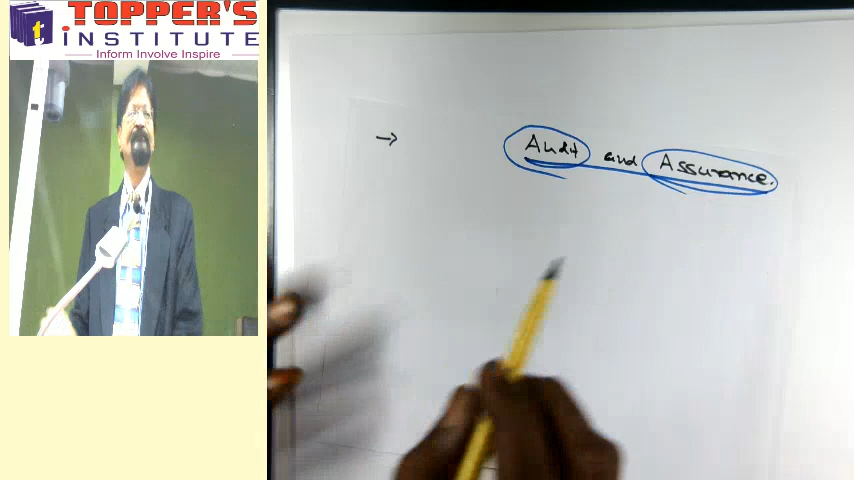 TOPPER'S
iNSTITUTE
Inform Involve Inspire
→ Audit and Assurance.